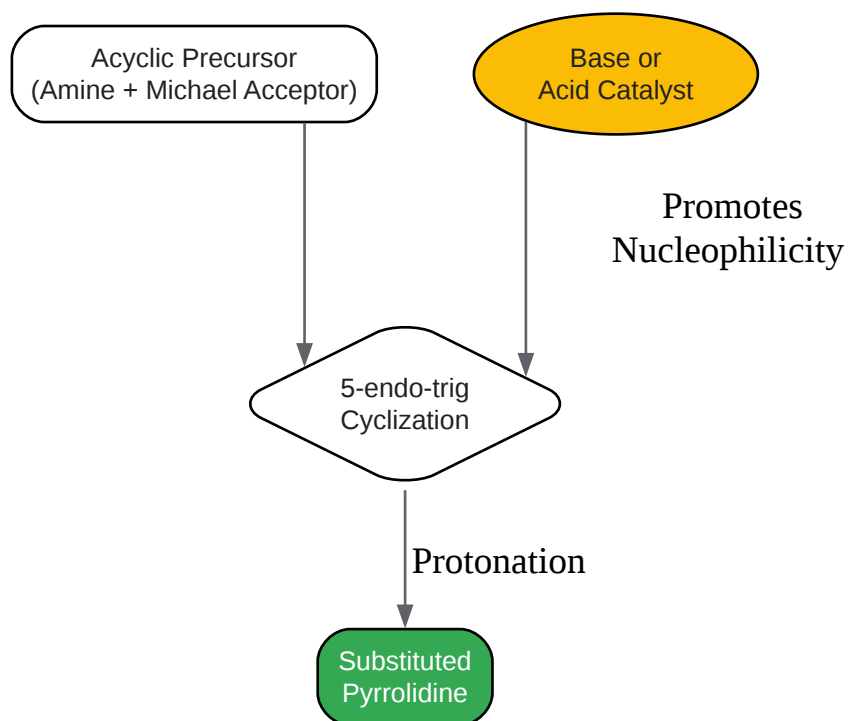 Acyclic Precursor
(Amine + Michael Acceptor)
Base or
Acid Catalyst
Promotes
Nucleophilicity
5-endo-trig
Cyclization
Protonation
Substituted
Pyrrolidine